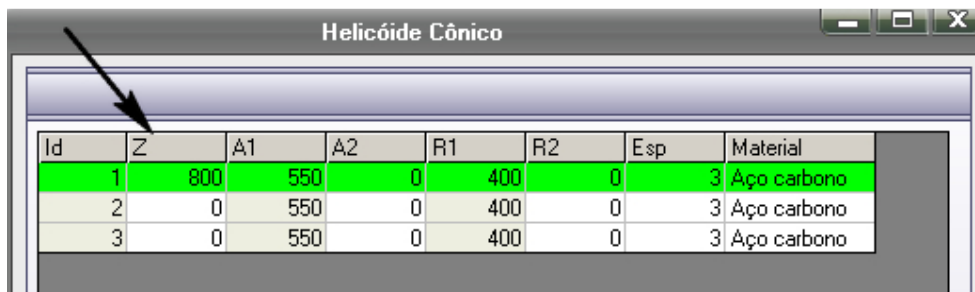 Helicóide Cônico
Id Z A1 A2 R1 R2 Esp Material
1 800 550 0 400 0 3 Aço carbono
2 0 550 0 400 0 3 Aço carbono
3 0 550 0 400 0 3 Aço carbono